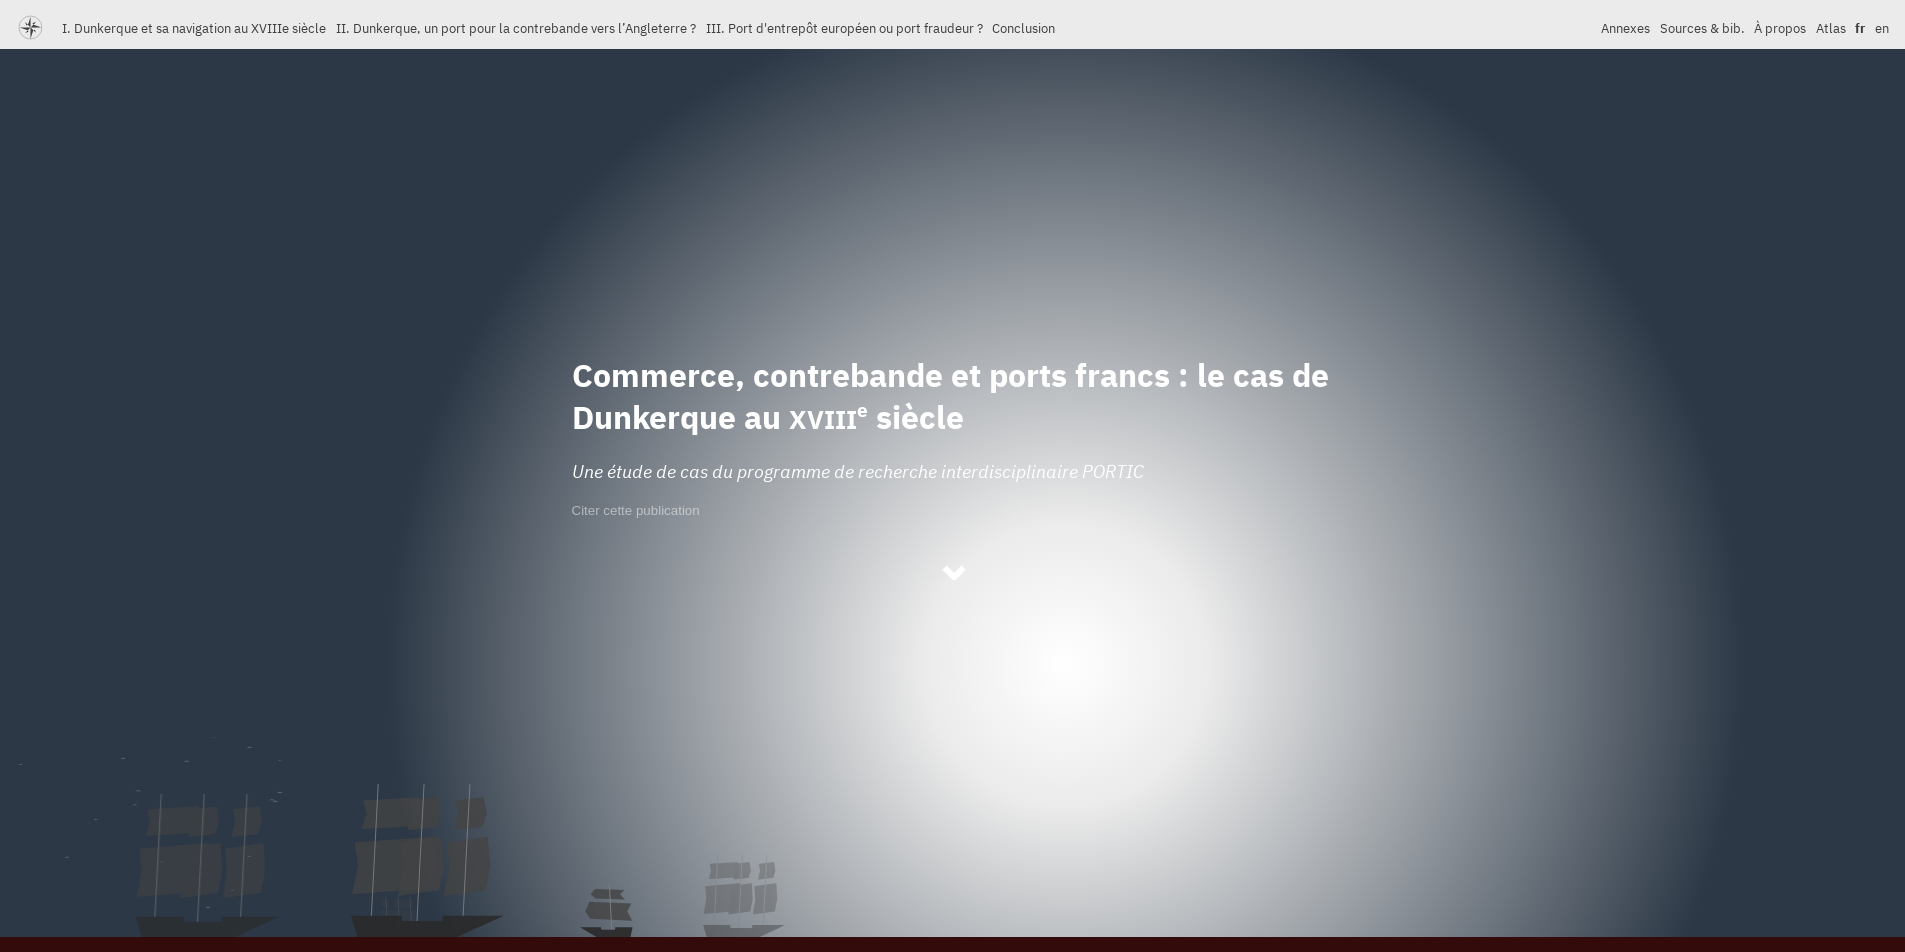 I. Dunkerque et sa navigation au XVIIIe siècle II. Dunkerque, un port pour la contrebande vers l’Angleterre ? III. Port d'entrepôt européen ou port fraudeur ? Conclusion Annexes Sources & bib. À propos Atlas fr en
Commerce, contrebande et ports francs : le cas de
Dunkerque au XVIIIe siècle
Une étude de cas du programme de recherche interdisciplinaire PORTIC
Citer cette publication